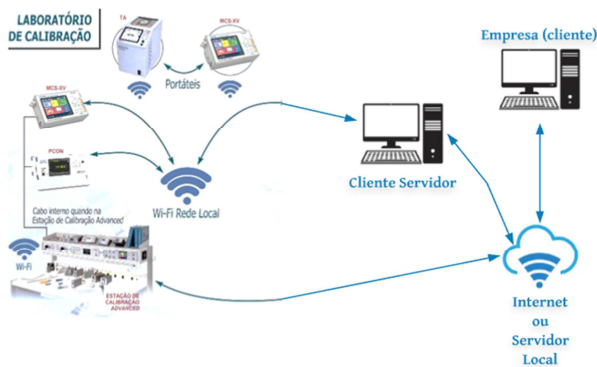 LABORATÓRIO
DE CALIBRAÇÃO
TA
MCS-XV
Portáteis
MCS-XV
PCON
Wi-Fi Rede Local
Cabo interno quando na
Estação de Calibração Advanced
Wi-Fi
ESTAÇÃO DE
CALIBRAÇÃO
ADVANCED
Cliente Servidor
Empresa (cliente)
Internet
ou
Servidor
Local